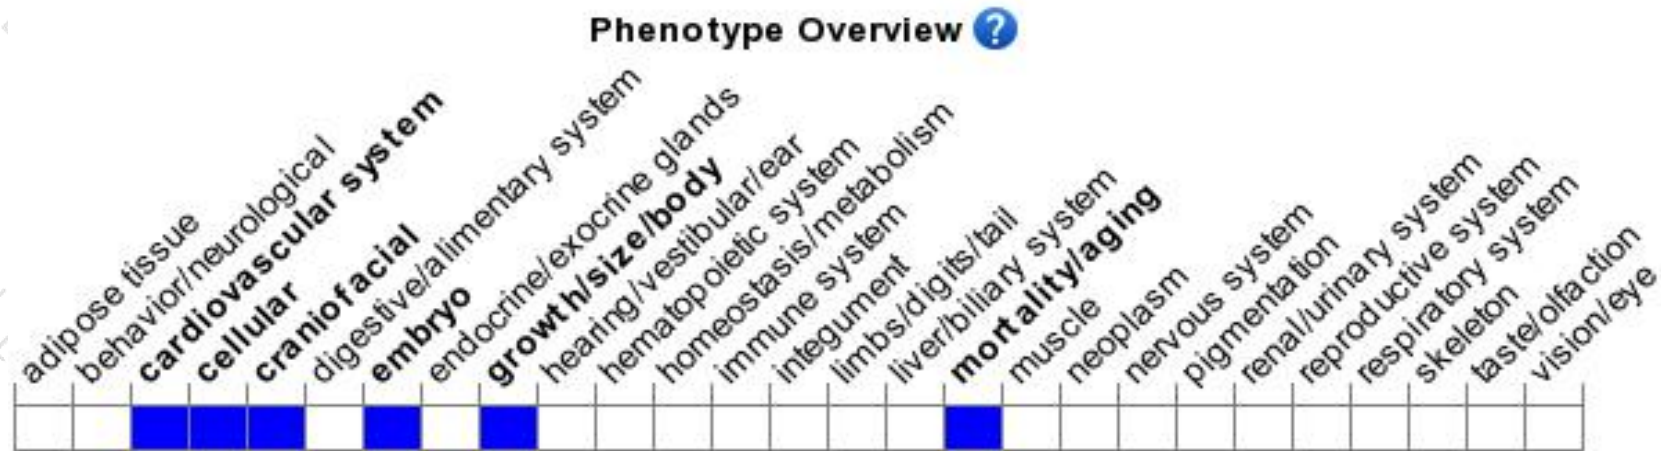 Phenotype Overview ?
adipose tissue
behavior/neurological
cardiovascular system
cellular
craniofacial
digestive/alimentary system
embryo
endocrine/exocrine glands
growth/size/body
hearing/vestibular/ear
hematopoietic system
homeostasis/metabolism
immune system
integument
limbs/digits/tail
liver/biliary system
mortality/aging
muscle
neoplasm
nervous system
pigmentation
renal/urinary system
reproductive system
respiratory system
skeleton
taste/olfaction
vision/eye